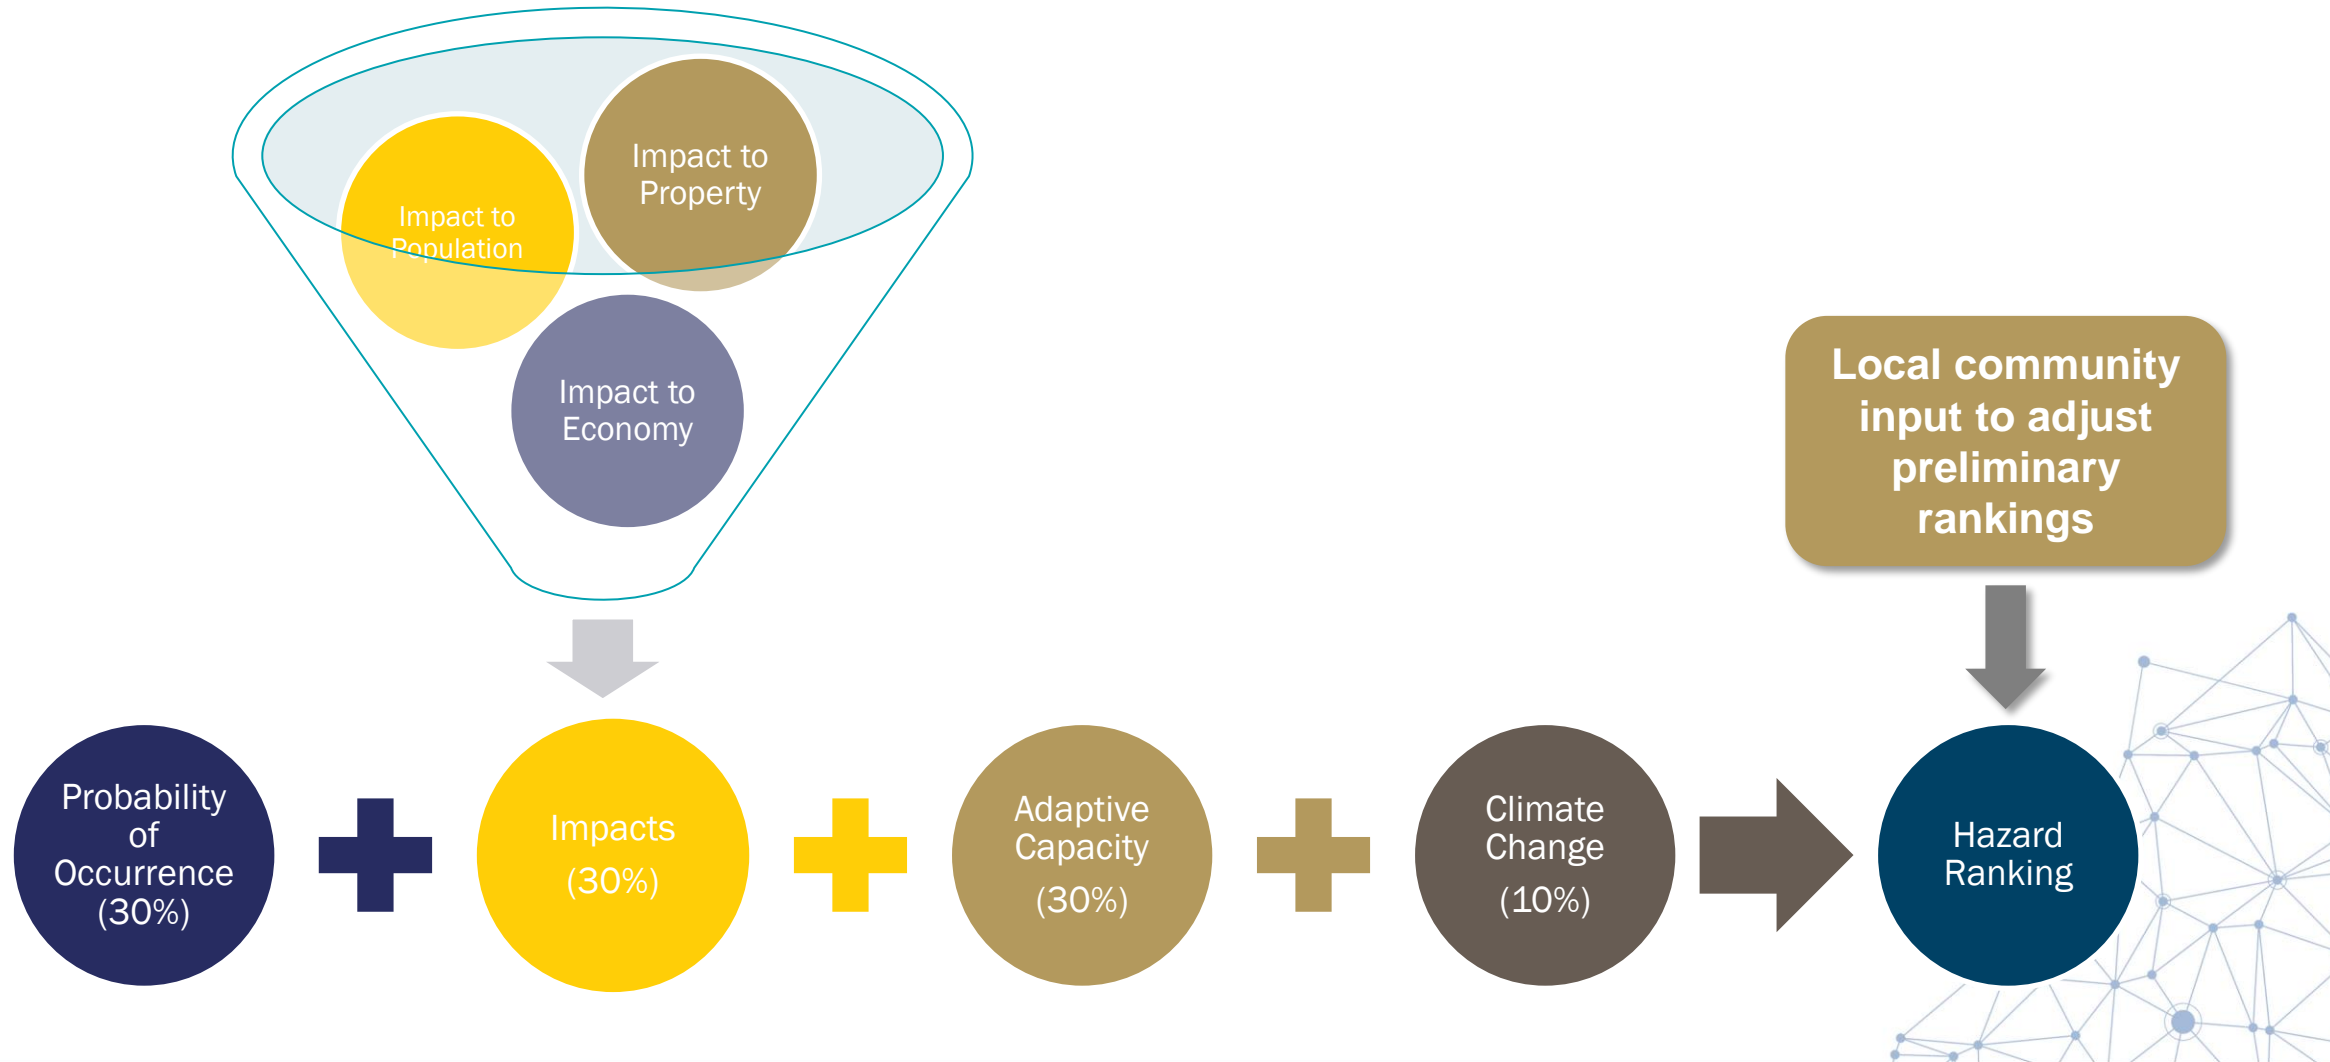 Impact to
Property
Impact to
Population
Impact to
Economy
Local community
input to adjust
preliminary
rankings
Probability
of
Occurrence
(30%)
Impacts
(30%)
Adaptive
Capacity
(30%)
Climate
Change
(10%)
Hazard
Ranking